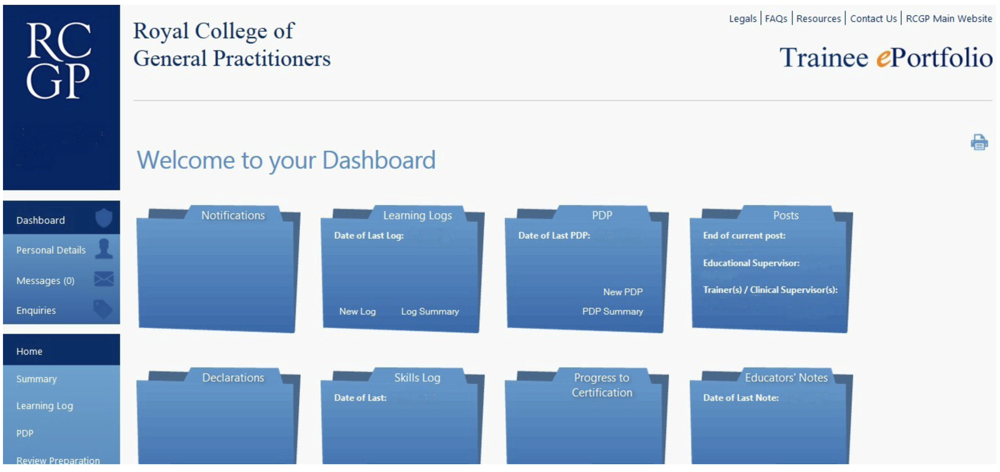 RC
GP
Royal College of
General Practitioners
Legals | FAQs | Resources | Contact Us | RCGP Main Website
Trainee ePortfolio
Welcome to your Dashboard
Dashboard
Personal Details
Messages (0)
Enquiries
Home
Summary
Learning Log
PDP
Review Preparation
Notifications
Learning Logs
Date of Last Log:
New Log Log Summary
PDP
Date of Last PDP:
New PDP
PDP Summary
Posts
End of current post:
Educational Supervisor:
Trainer(s) / Clinical Supervisor(s):
Declarations
Skills Log
Date of Last:
Progress to
Certification
Educators' Notes
Date of Last Note: